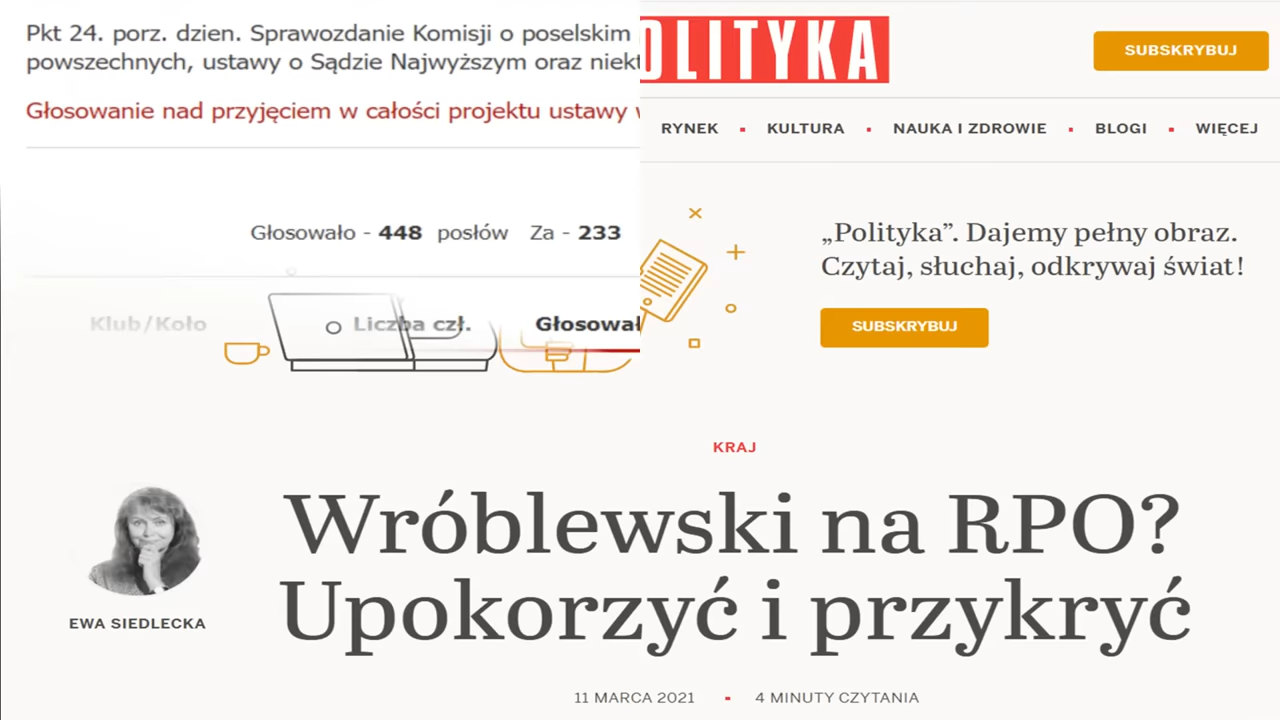 Pkt 24. porz. dzien. Sprawozdanie Komisji o poselskim
powszechnych, ustawy o Sądzie Najwyższym oraz
Głosowanie nad przyjęciem w całości projektu ustawy
Głosowało - 448 posłów Za - 233
Klub/Koło Liczba czł.
OLITYKA
SUBSKRYBUJ
RYNEK ▪ KULTURA ▪ NAUKA I ZDROWIE ▪ BLOGI ▪ WIĘCEJ
„Polityka”. Dajemy pełny obraz.
Czytaj, słuchaj, odkrywaj świat!
SUBSKRYBUJ
KRAJ
Wróblewski na RPO?
Upokorzyć i przykryć
EWA SIEDLECKA
11 MARCA 2021 ▪ 4 MINUTY CZYTANIA